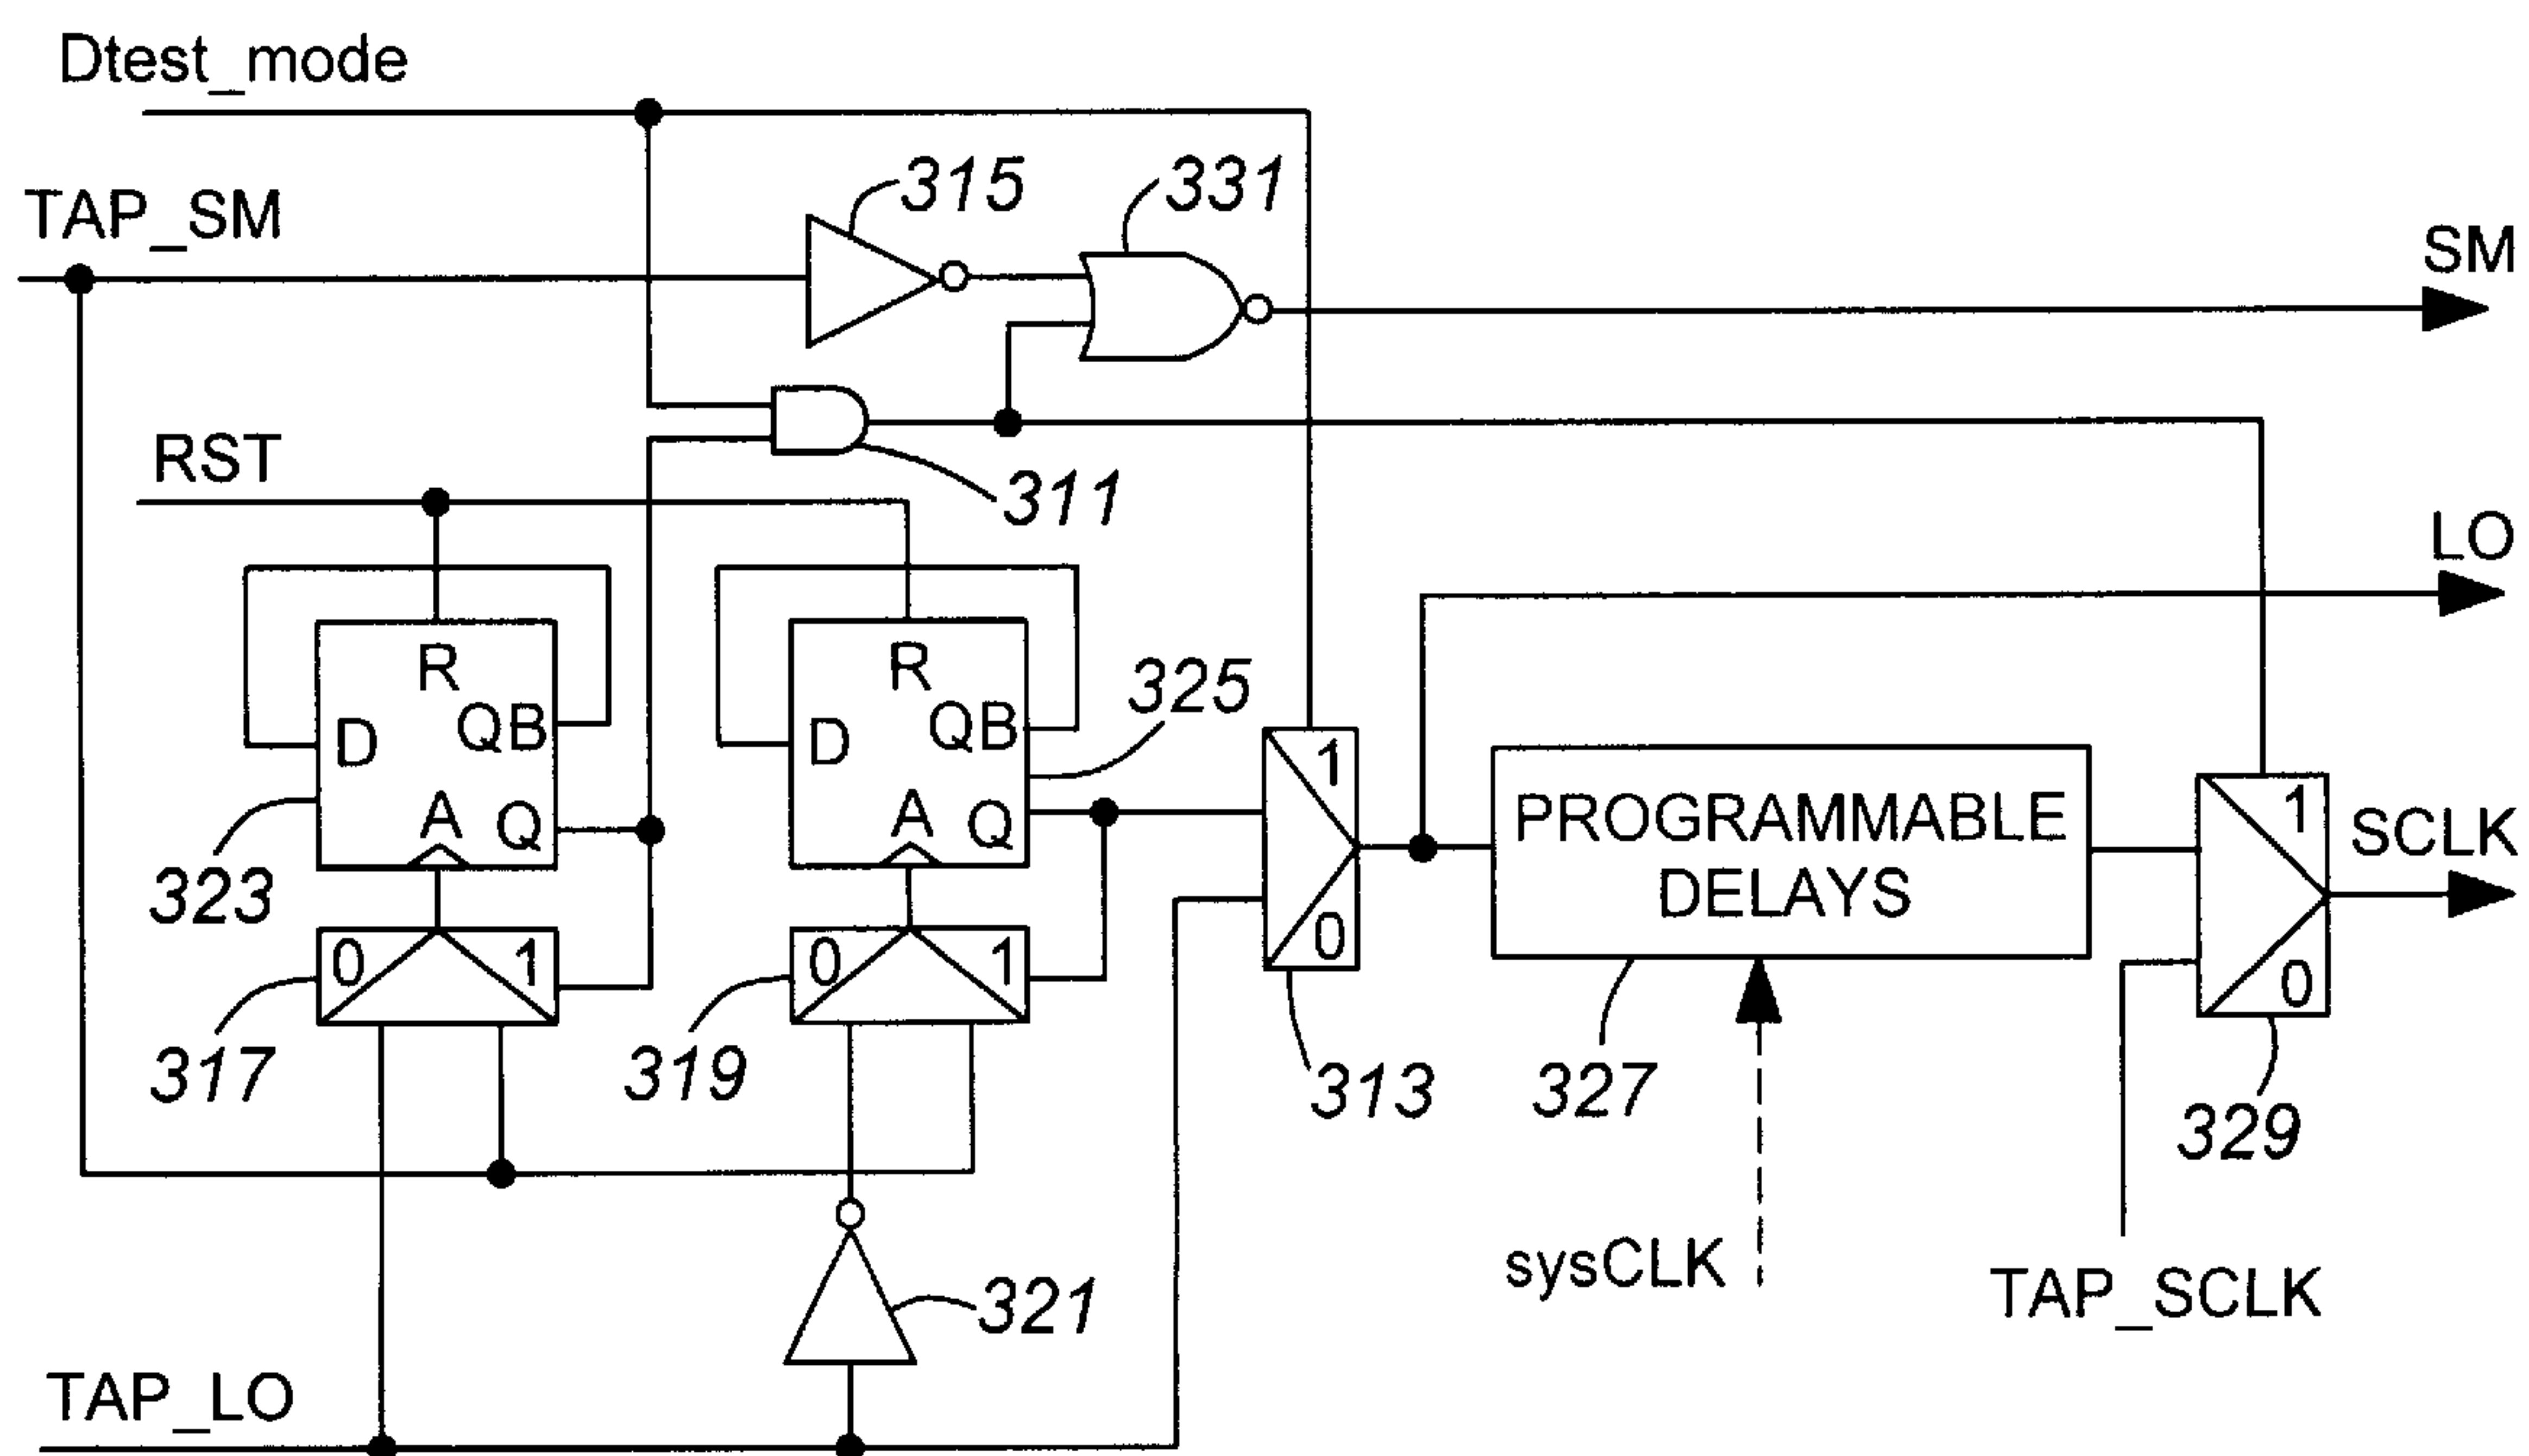 Dtest_mode
TAP_SM
315
331
SM
RST
311
LO
R
D
QB
A
Q
323
R
D
QB
A
Q
325
1
0
PROGRAMMABLE
DELAYS
1
0
SCLK
0
1
317
0
1
319
313
327
329
sysCLK
TAP_SCLK
321
TAP_LO